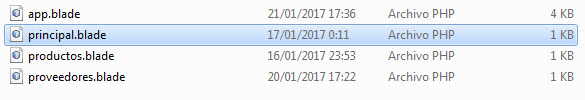 app.blade 21/01/2017 17:36 Archivo PHP 4 KB
principal.blade 17/01/2017 0:11 Archivo PHP 1 KB
productos.blade 16/01/2017 23:53 Archivo PHP 1 KB
proveedores.blade 20/01/2017 17:22 Archivo PHP 1 KB